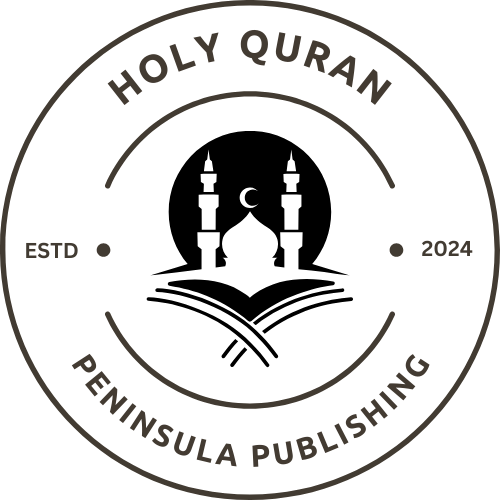 HOLY QURAN
ESTD
2024
PENINSULA PUBLISHING